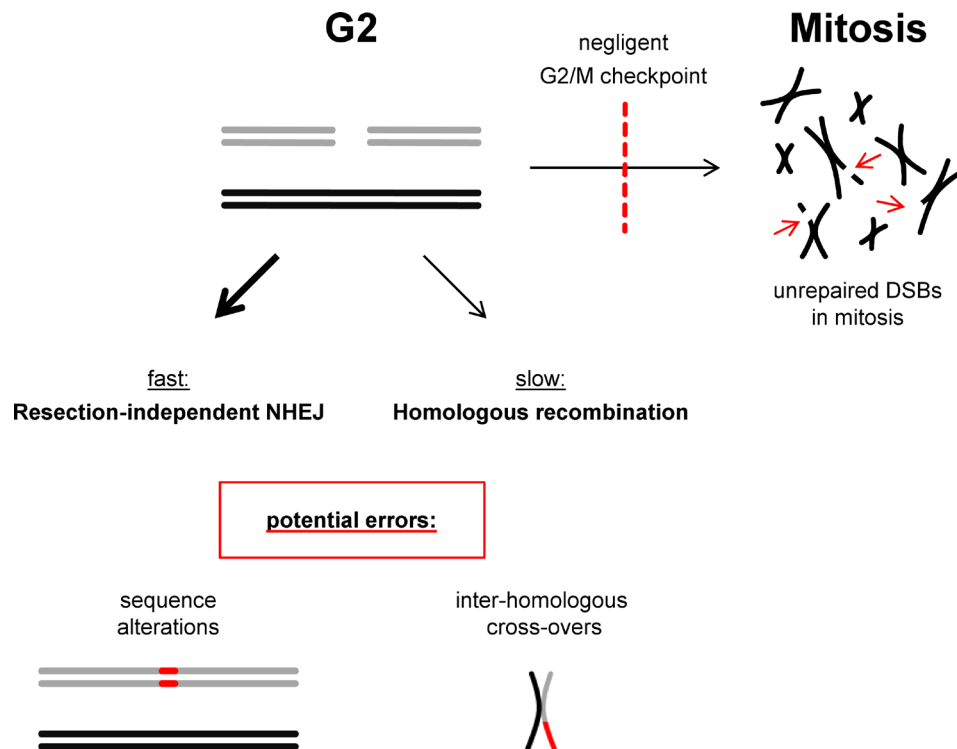 G2
negligent
G2/M checkpoint
Mitosis
unrepaired DSBs
in mitosis
fast:
Resection-independent NHEJ
slow:
Homologous recombination
potential errors:
sequence
alterations
inter-homologous
cross-overs